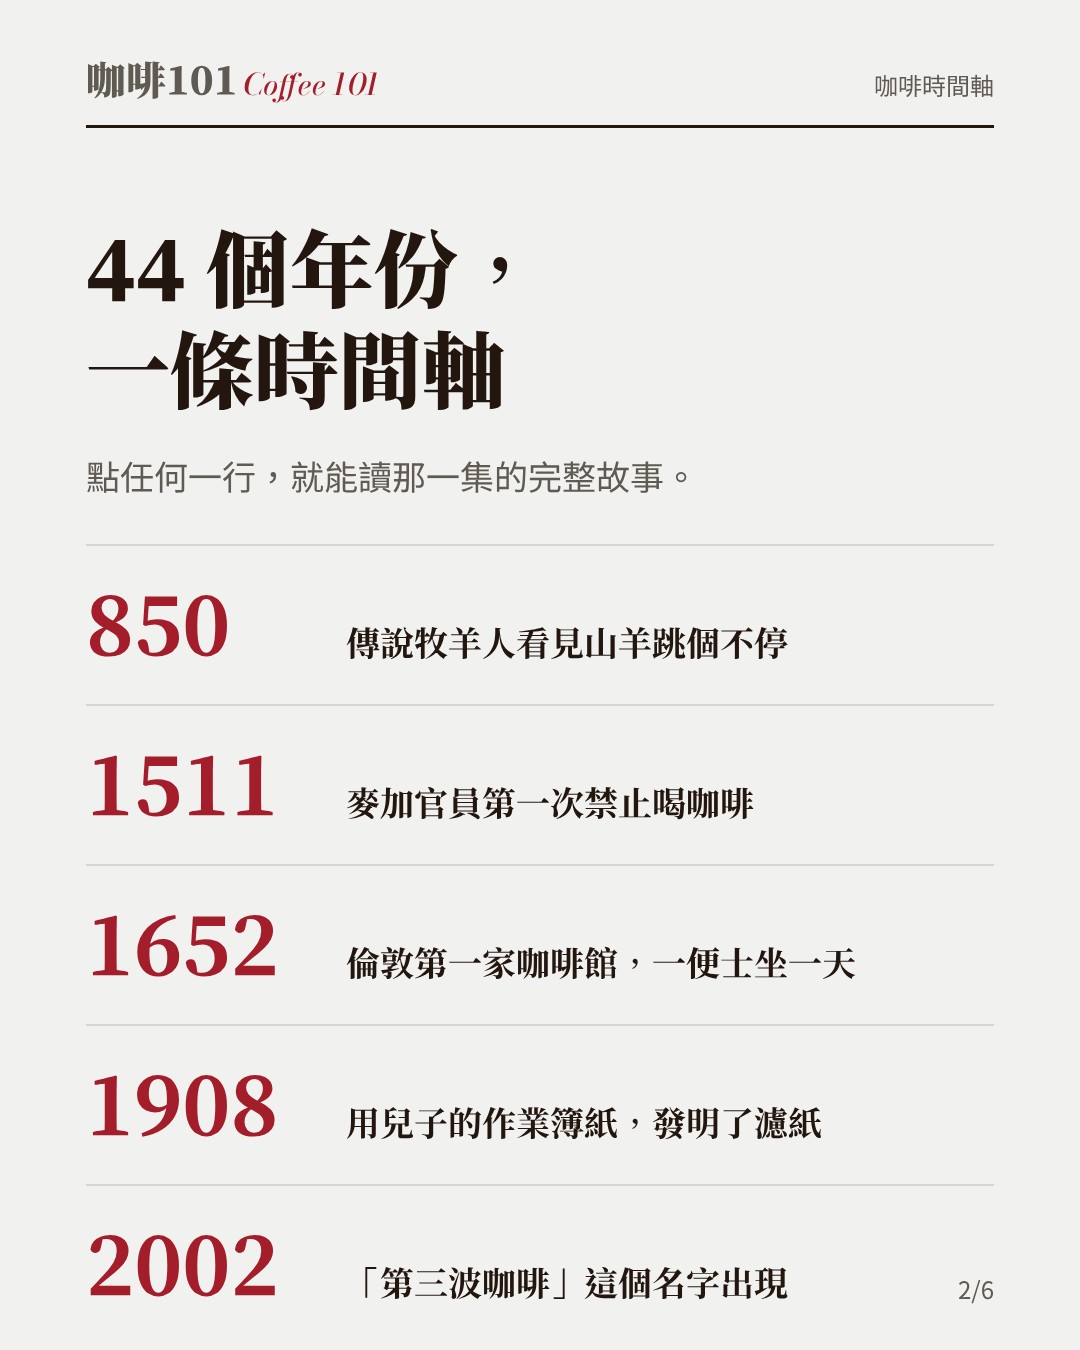 咖啡101 Coffee 101
咖啡時間軸
44 個年份，
一條時間軸
點任何一行，就能讀那一集的完整故事。
850 傳說牧羊人看見山羊跳個不停
1511 麥加官員第一次禁止喝咖啡
1652 倫敦第一家咖啡館，一便士坐一天
1908 用兒子的作業簿紙，發明了濾紙
2002 「第三波咖啡」這個名字出現
2/6